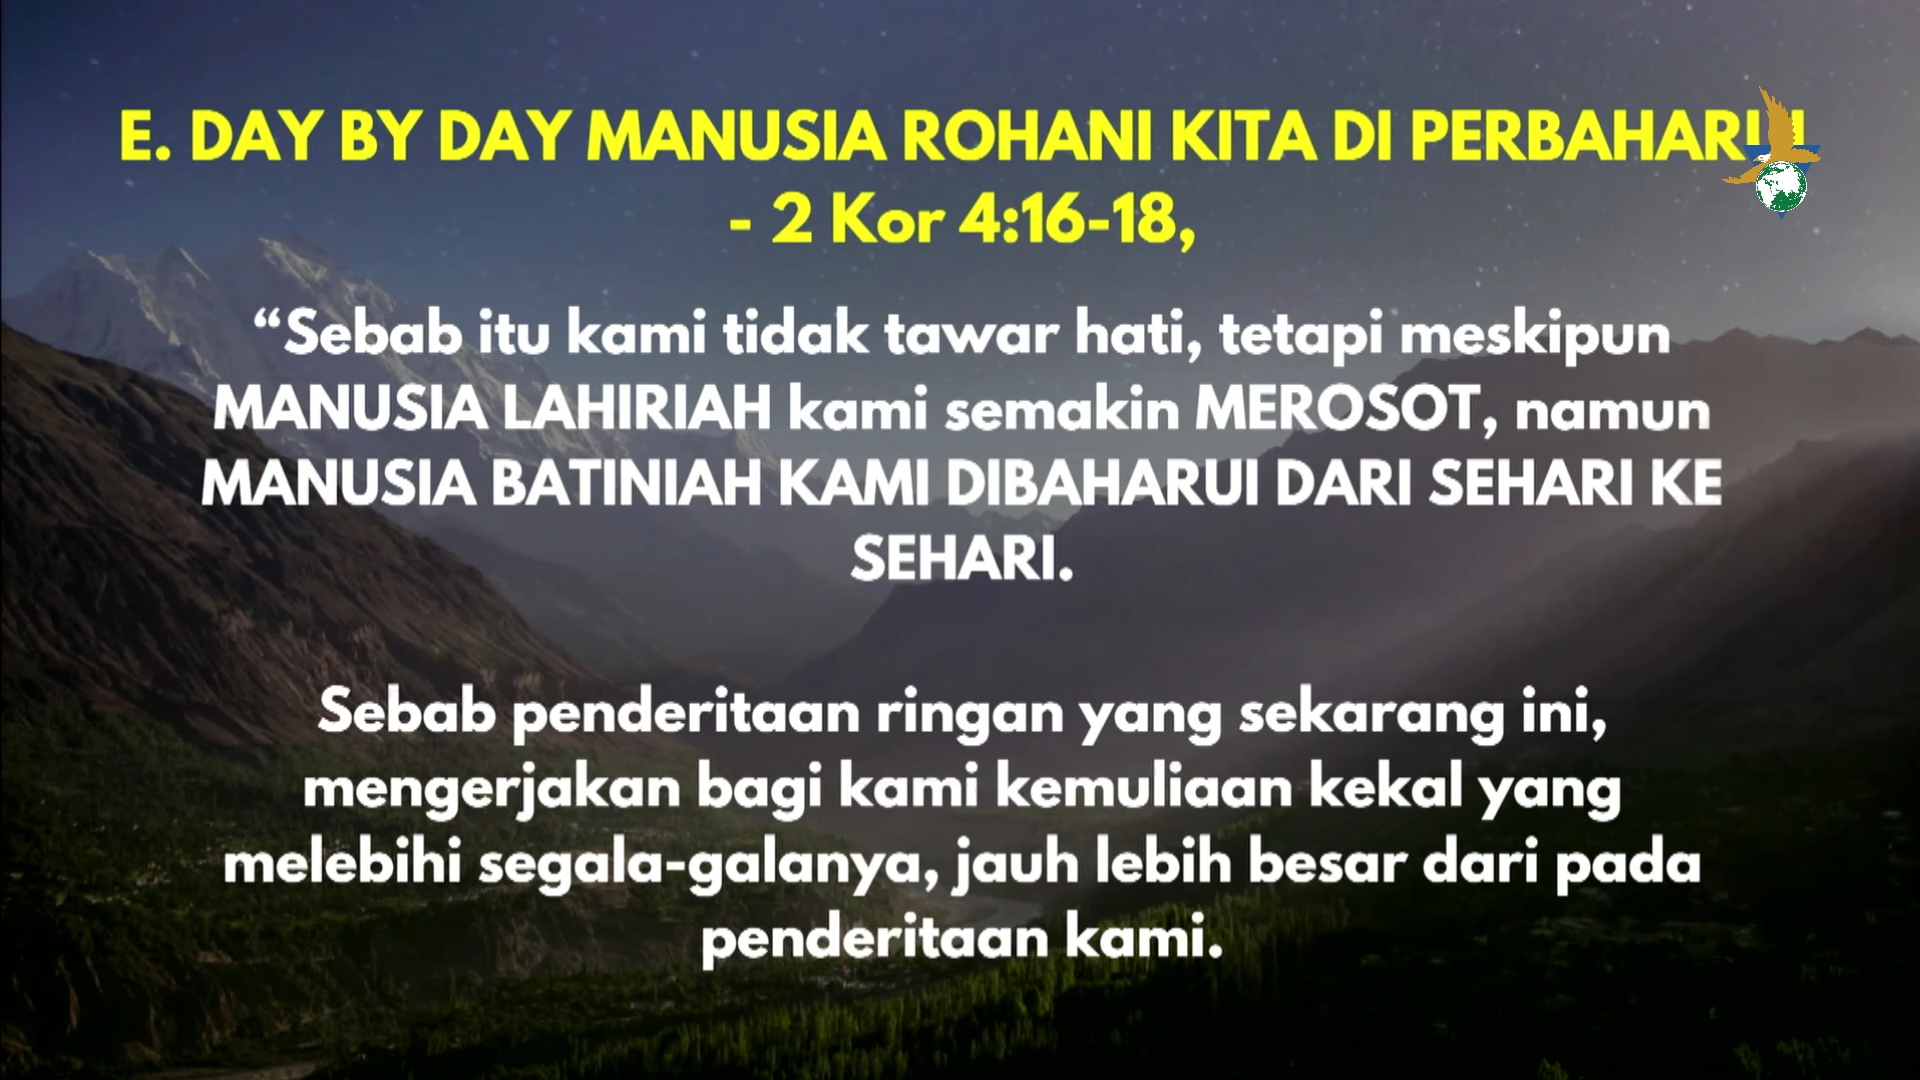 E. DAY BY DAY MANUSIA ROHANI KITA DI PERBAHARUI
- 2 Kor 4:16-18,
“Sebab itu kami tidak tawar hati, tetapi meskipun
MANUSIA LAHIRIAH kami semakin MEROSOT, namun
MANUSIA BATINIAH KAMI DIBAHARUI DARI SEHARI KE
SEHARI.
Sebab penderitaan ringan yang sekarang ini,
mengerjakan bagi kami kemuliaan kekal yang
melebihi segala-galanya, jauh lebih besar dari pada
penderitaan kami.